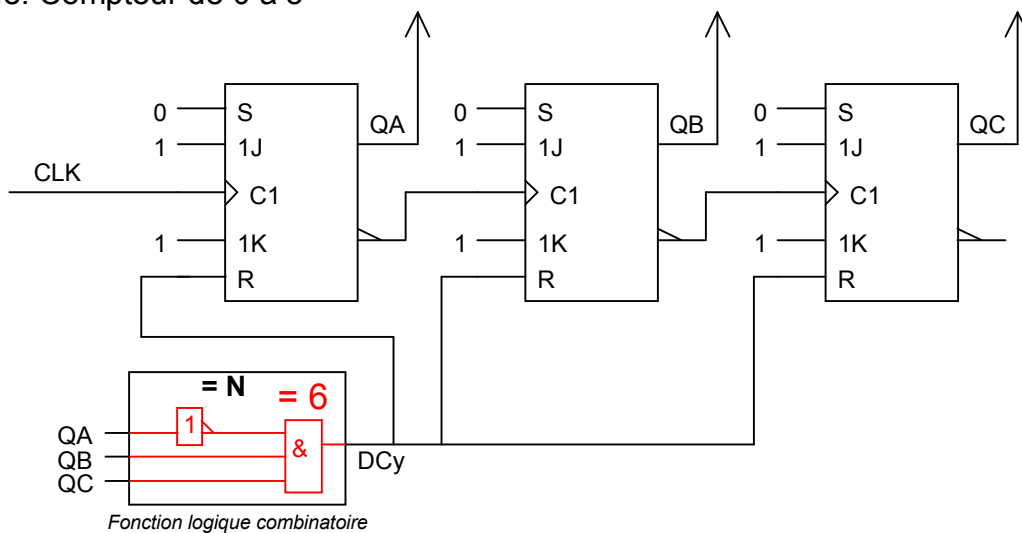 Compteur de 0 à 5
QA
QB
QC
0 S
0 S
0 S
1 1J
1 1J
1 1J
CLK
C1
C1
C1
1 1K
1 1K
1 1K
R
R
R
= N = 6
1
&
QA
QB
QC
DCy
Fonction logique combinatoire